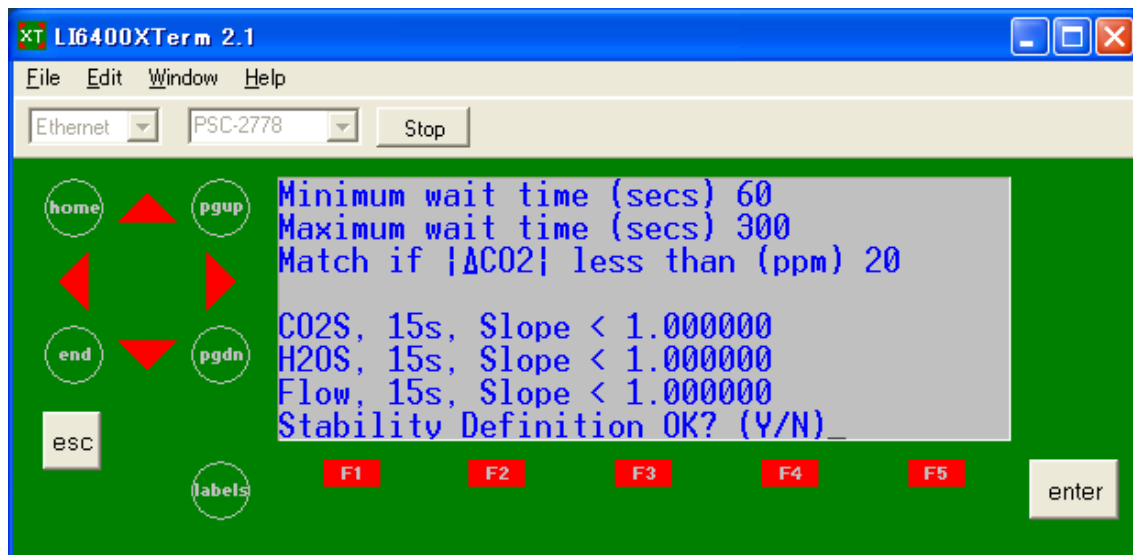 XT LI6400XTerm 2.1
File Edit Window Help
Ethernet PSC-2778 Stop
home pgup
Minimum wait time (secs) 60
Maximum wait time (secs) 300
Match if |ΔCO2| less than (ppm) 20
CO2S, 15s, Slope < 1.000000
end pgdn
H2OS, 15s, Slope < 1.000000
Flow, 15s, Slope < 1.000000
Stability Definition OK? (Y/N)_
esc
labels
F1 F2 F3 F4 F5
enter